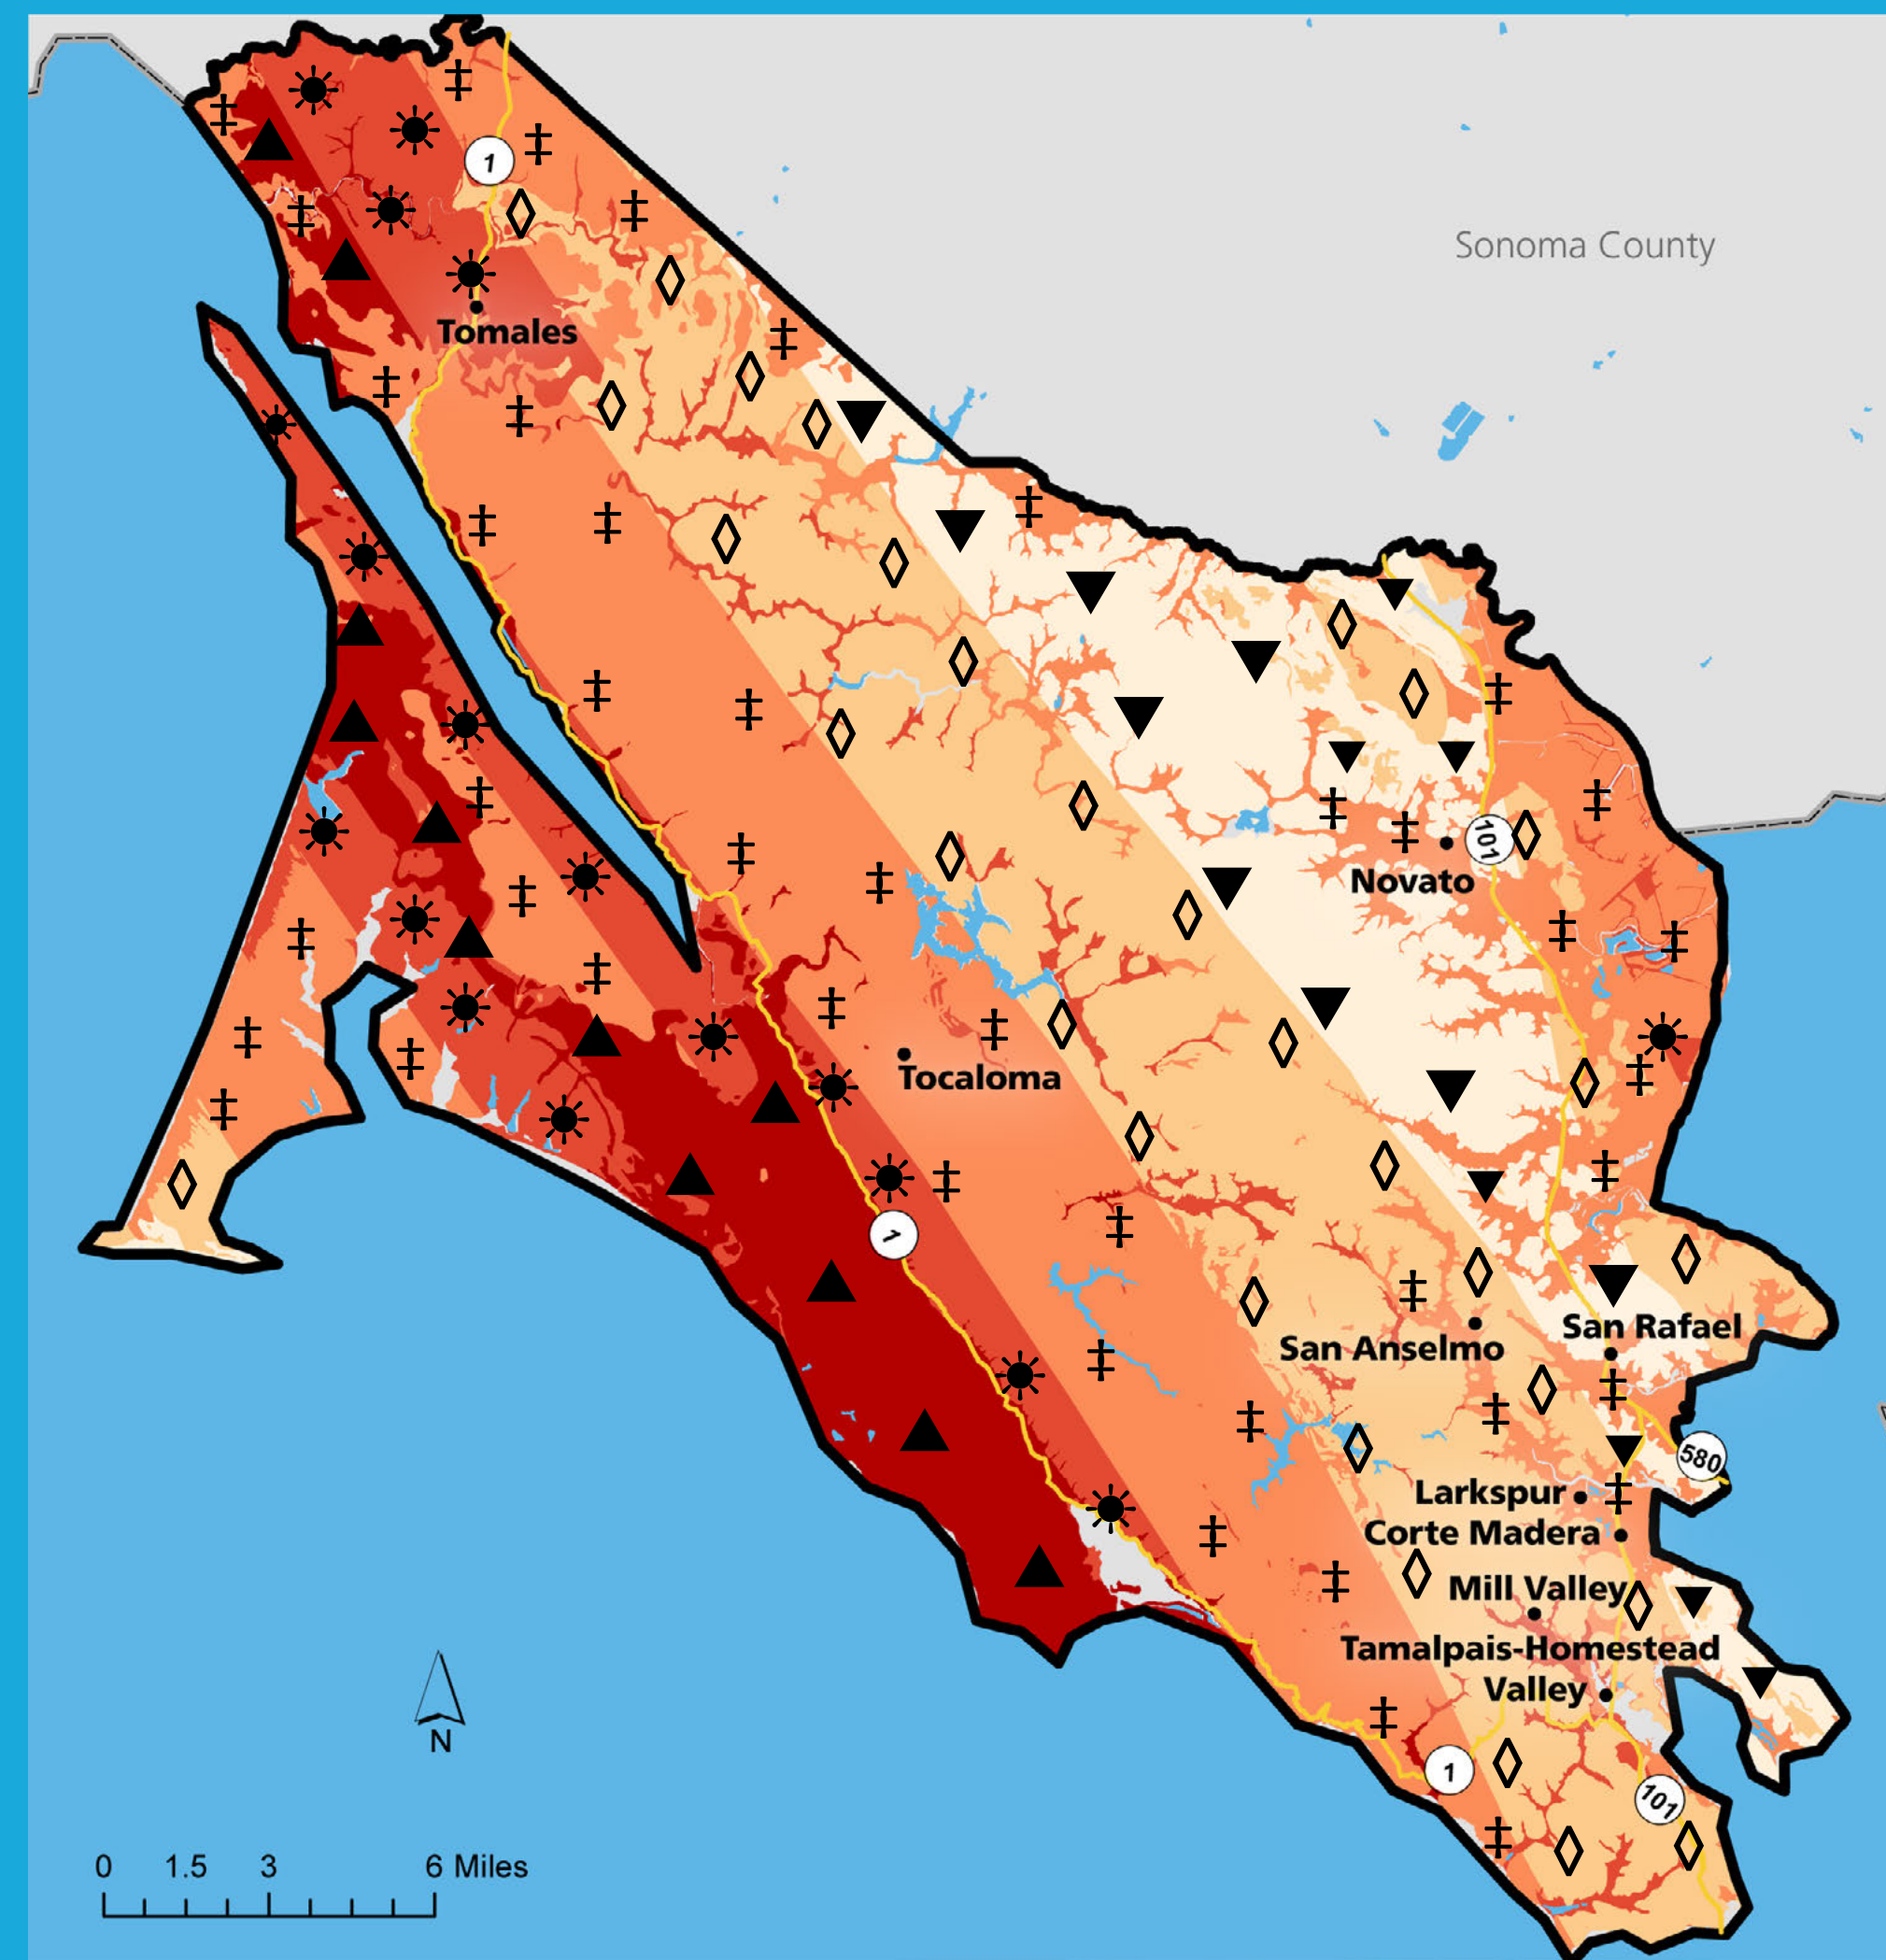 1
Sonoma County
Tomales
Novato
101
Tocaloma
1
San Rafael
San Anselmo
580
Larkspur
Corte Madera
Mill Valley
Tamalpais-Homestead
Valley
N
1
101
0 1.5 3 6 Miles